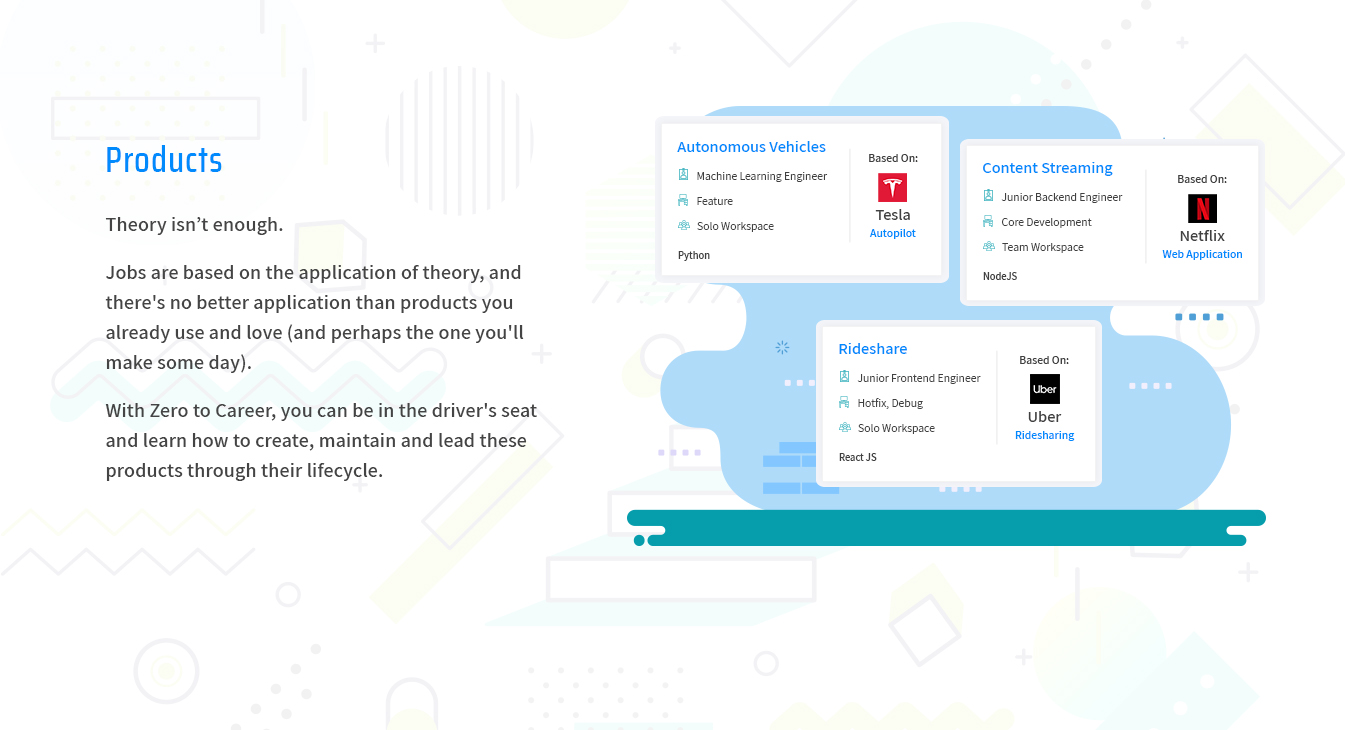 Products
Theory isn’t enough.
Jobs are based on the application of theory, and
there's no better application than products you
already use and love (and perhaps the one you'll
make some day).
With Zero to Career, you can be in the driver's seat
and learn how to create, maintain and lead these
products through their lifecycle.
Autonomous Vehicles
Machine Learning Engineer
Feature
Solo Workspace
Python
Based On:
Tesla
Autopilot
Content Streaming
Junior Backend Engineer
Core Development
Team Workspace
NodeJS
Based On:
Netflix
Web Application
Rideshare
Junior Frontend Engineer
Hotfix, Debug
Solo Workspace
React JS
Based On:
Uber
Uber
Ridesharing